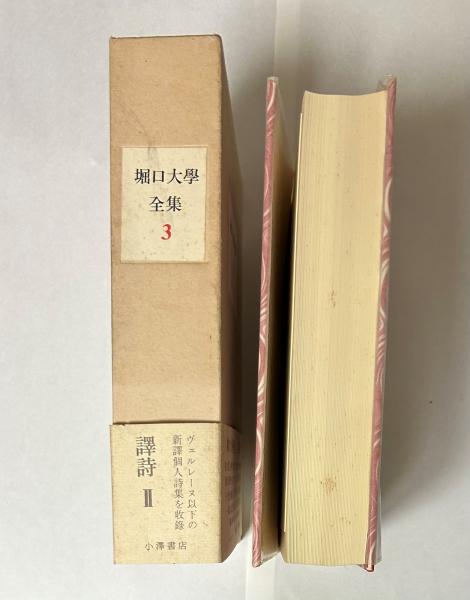 堀口大學
全集
3
譯詩 Ⅱ
ヴェルレーヌ以下の
新譯個人詩集を收錄
小澤書店